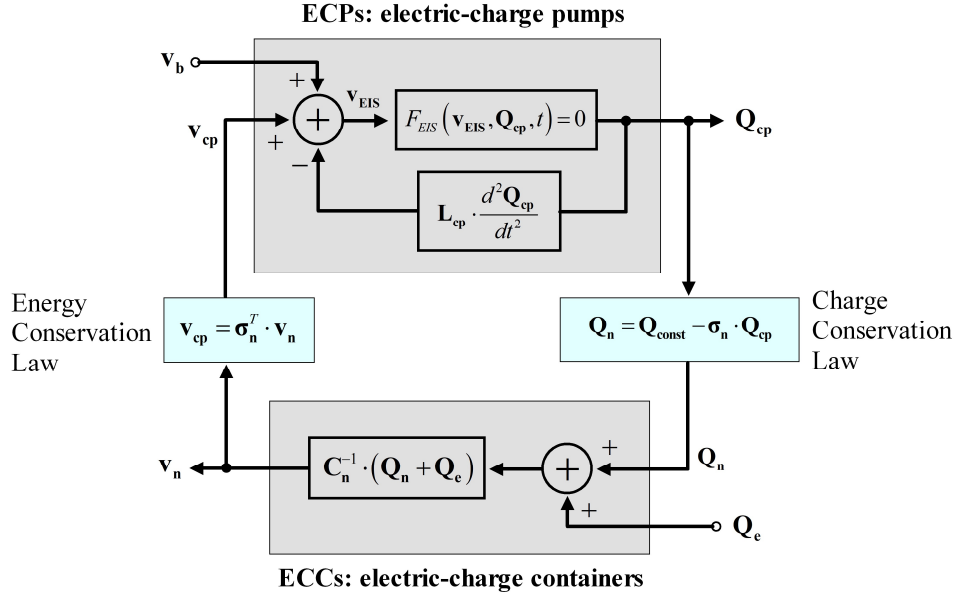 ECPs: electric-charge pumps
v_b
+
v_EIS
+
F_EIS(v_EIS, Q_cp, t) = 0
Q_cp
v_cp
+
−
L_cp · d²Q_cp / dt²
Energy
Conservation
Law
v_cp = σ_n^T · v_n
Q_n = Q_const − σ_n · Q_cp
Charge
Conservation
Law
v_n
C_n^−1 · (Q_n + Q_e)
+
+
Q_n
+
Q_e
ECCs: electric-charge containers